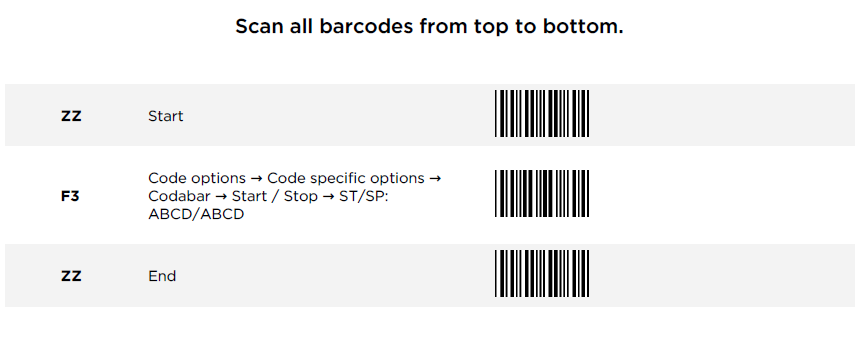 Scan all barcodes from top to bottom.
ZZ Start
Code options → Code specific options →
F3 Codabar → Start / Stop → ST/SP:
ABCD/ABCD
ZZ End